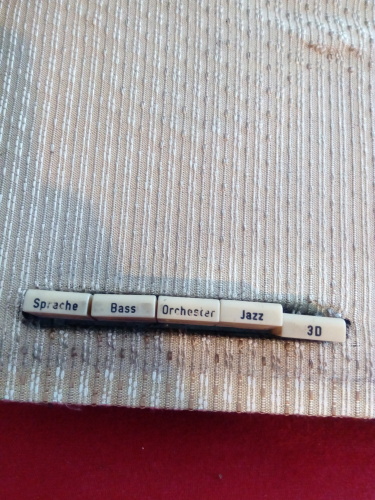 Sprache
Bass
Orchester
Jazz
3D